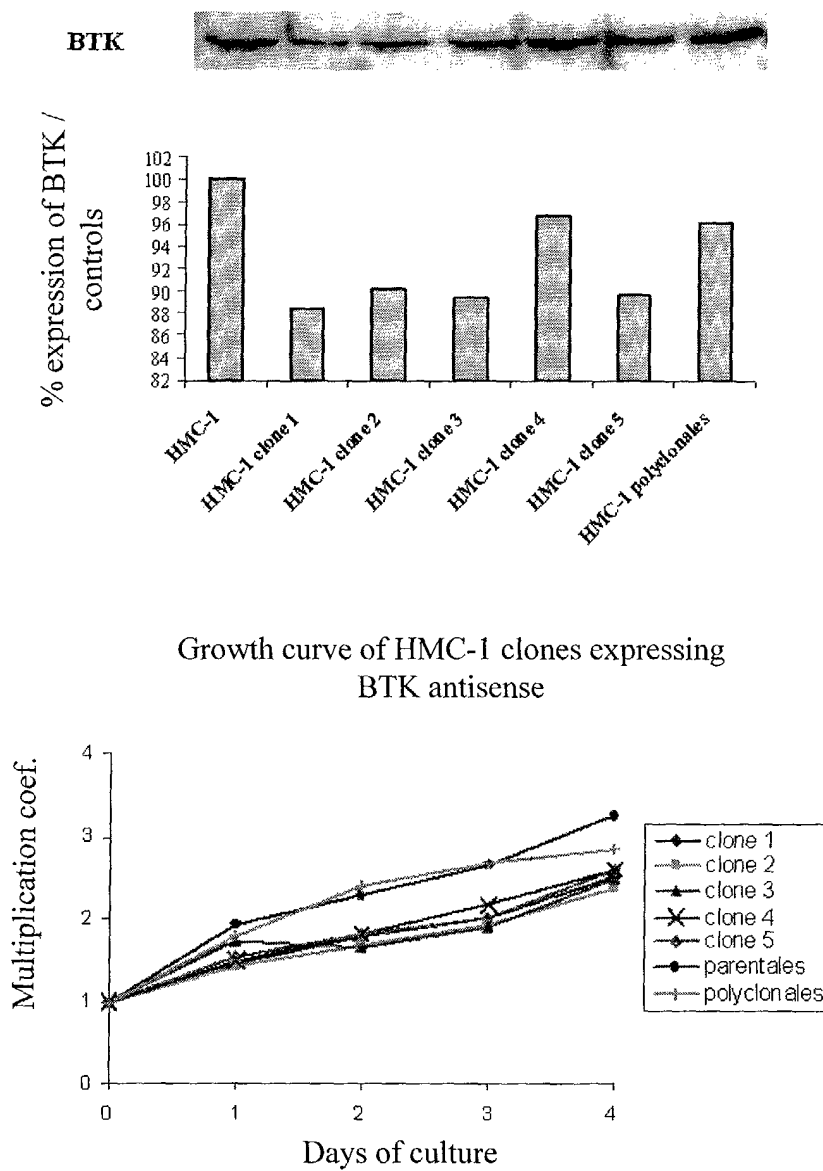 BTK
% expression of BTK /
controls
102
100
98
96
94
92
90
88
86
84
82
HMC-1
HMC-1 clone 1
HMC-1 clone 2
HMC-1 clone 3
HMC-1 clone 4
HMC-1 clone 5
HMC-1 polyclonales
Growth curve of HMC-1 clones expressing
BTK antisense
Multiplication coef.
4
3
2
1
0
0 1 2 3 4
Days of culture
clone 1
clone 2
clone 3
clone 4
clone 5
parentales
polyclonales